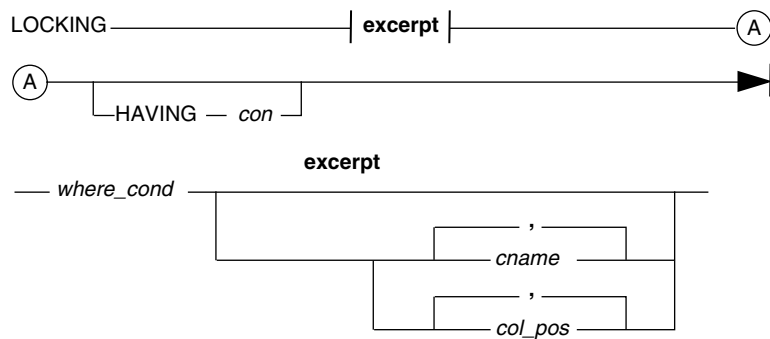 LOCKING excerpt A
A
HAVING con
excerpt
where_cond
,
cname
,
col_pos